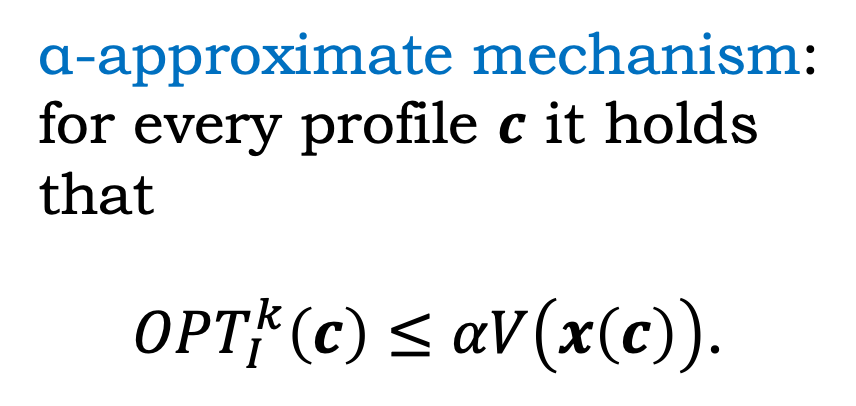 α-approximate mechanism:
for every profile c it holds
that
OPT_I^k(c) ≤ αV(x(c)).